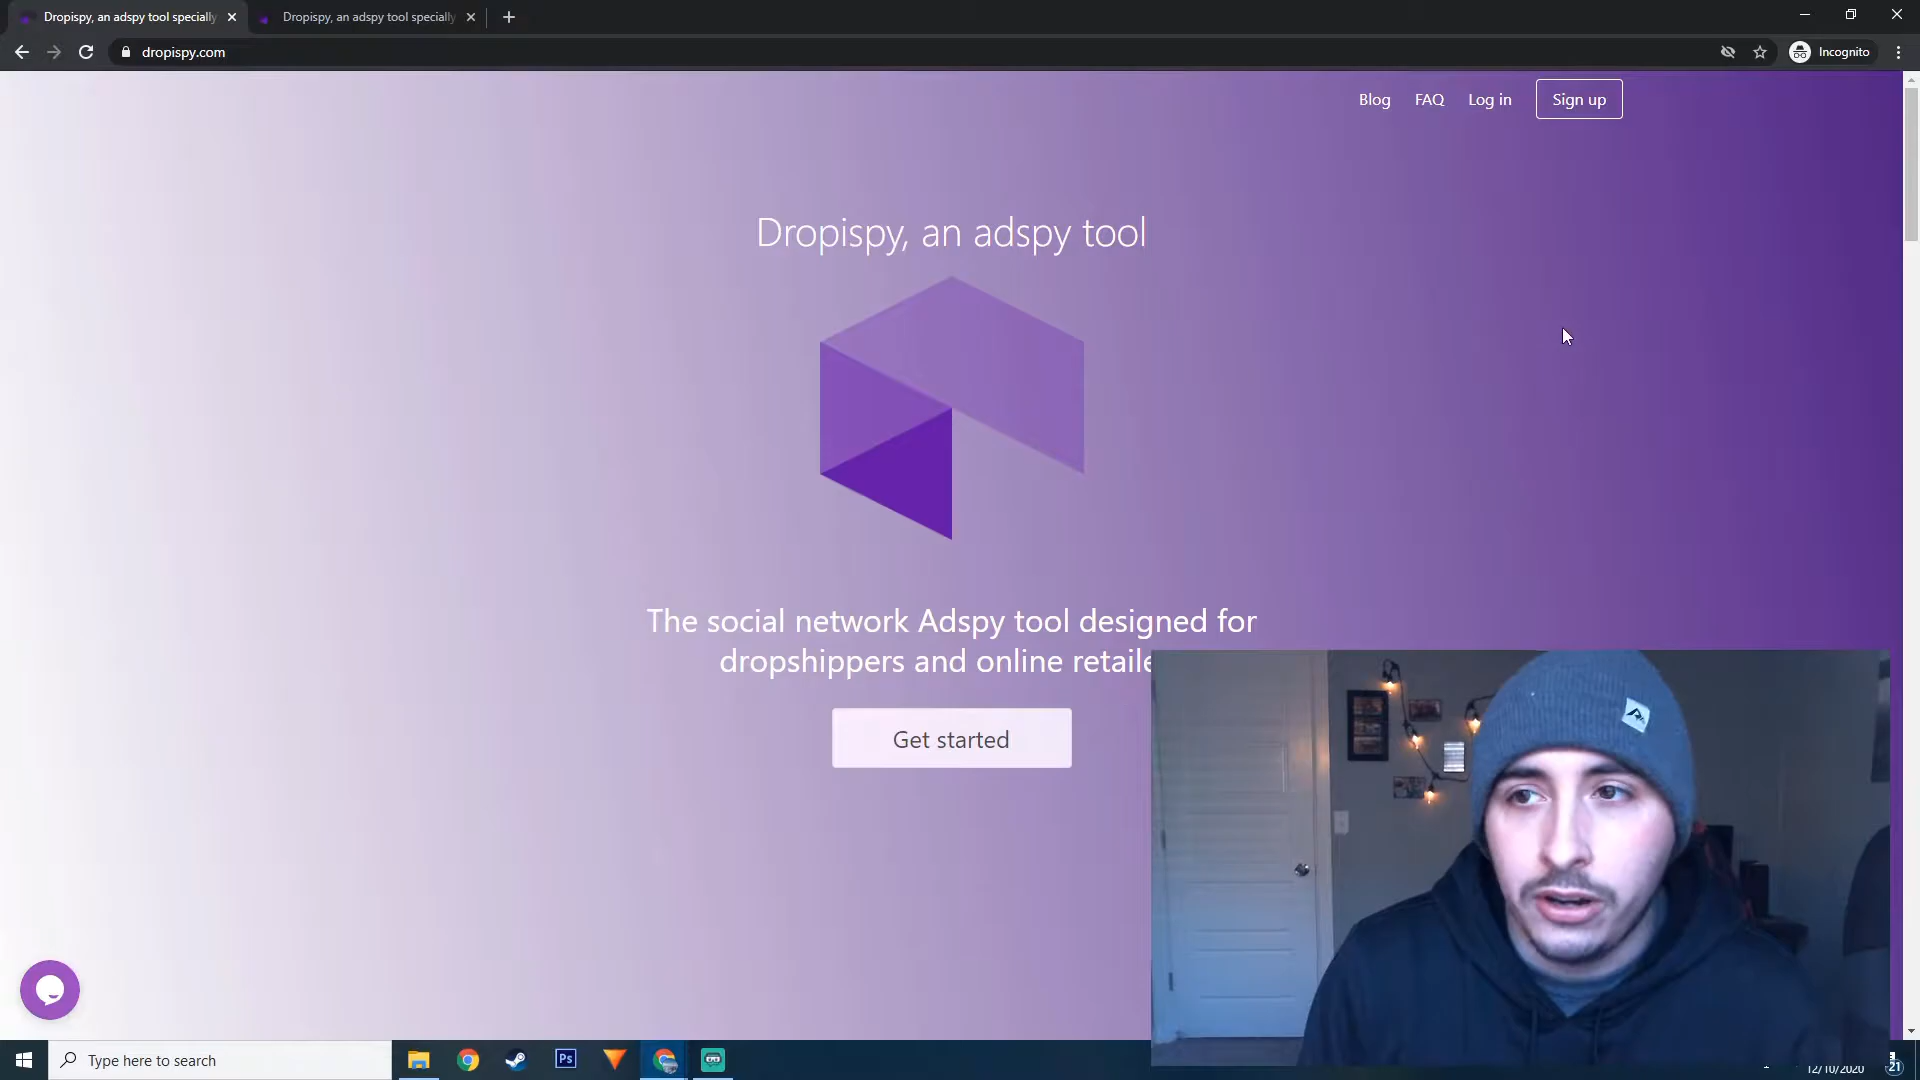 Dropispy, an adspy tool specially
Dropispy, an adspy tool specially
dropispy.com
Incognito
Blog FAQ Log in Sign up
Dropispy, an adspy tool
The social network Adspy tool designed for
dropshippers and online retaile
Get started
Type here to search
Ps
12/10/2020
21